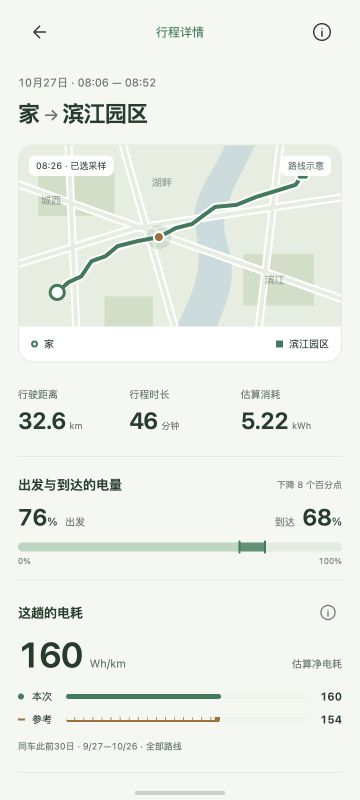 行程详情
10月27日 · 08:06 — 08:52
家 → 滨江园区
08:26 · 已选采样
路线示意
湖畔
城西
滨江
家
滨江园区
行驶距离 行程时长 估算消耗
32.6 km 46 分钟 5.22 kWh
出发与到达的电量 下降 8 个百分点
76% 出发 到达 68%
0% 100%
这趟的电耗
160 Wh/km 估算净电耗
本次 160
参考 154
同车此前30日 · 9/27—10/26 · 全部路线